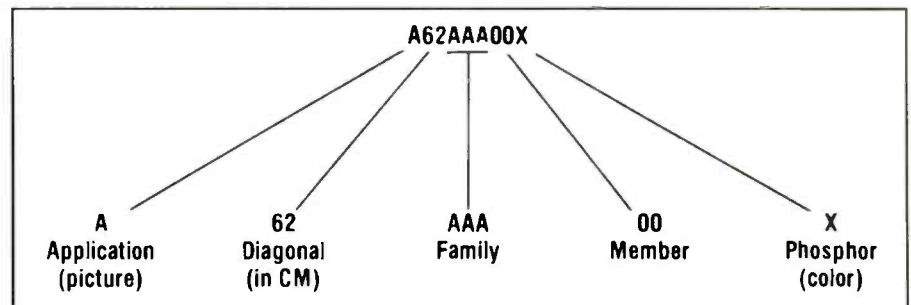 A62AAA00X
A 62 AAA 00 X
Application Diagonal Family Member Phosphor
(picture) (in CM) (color)